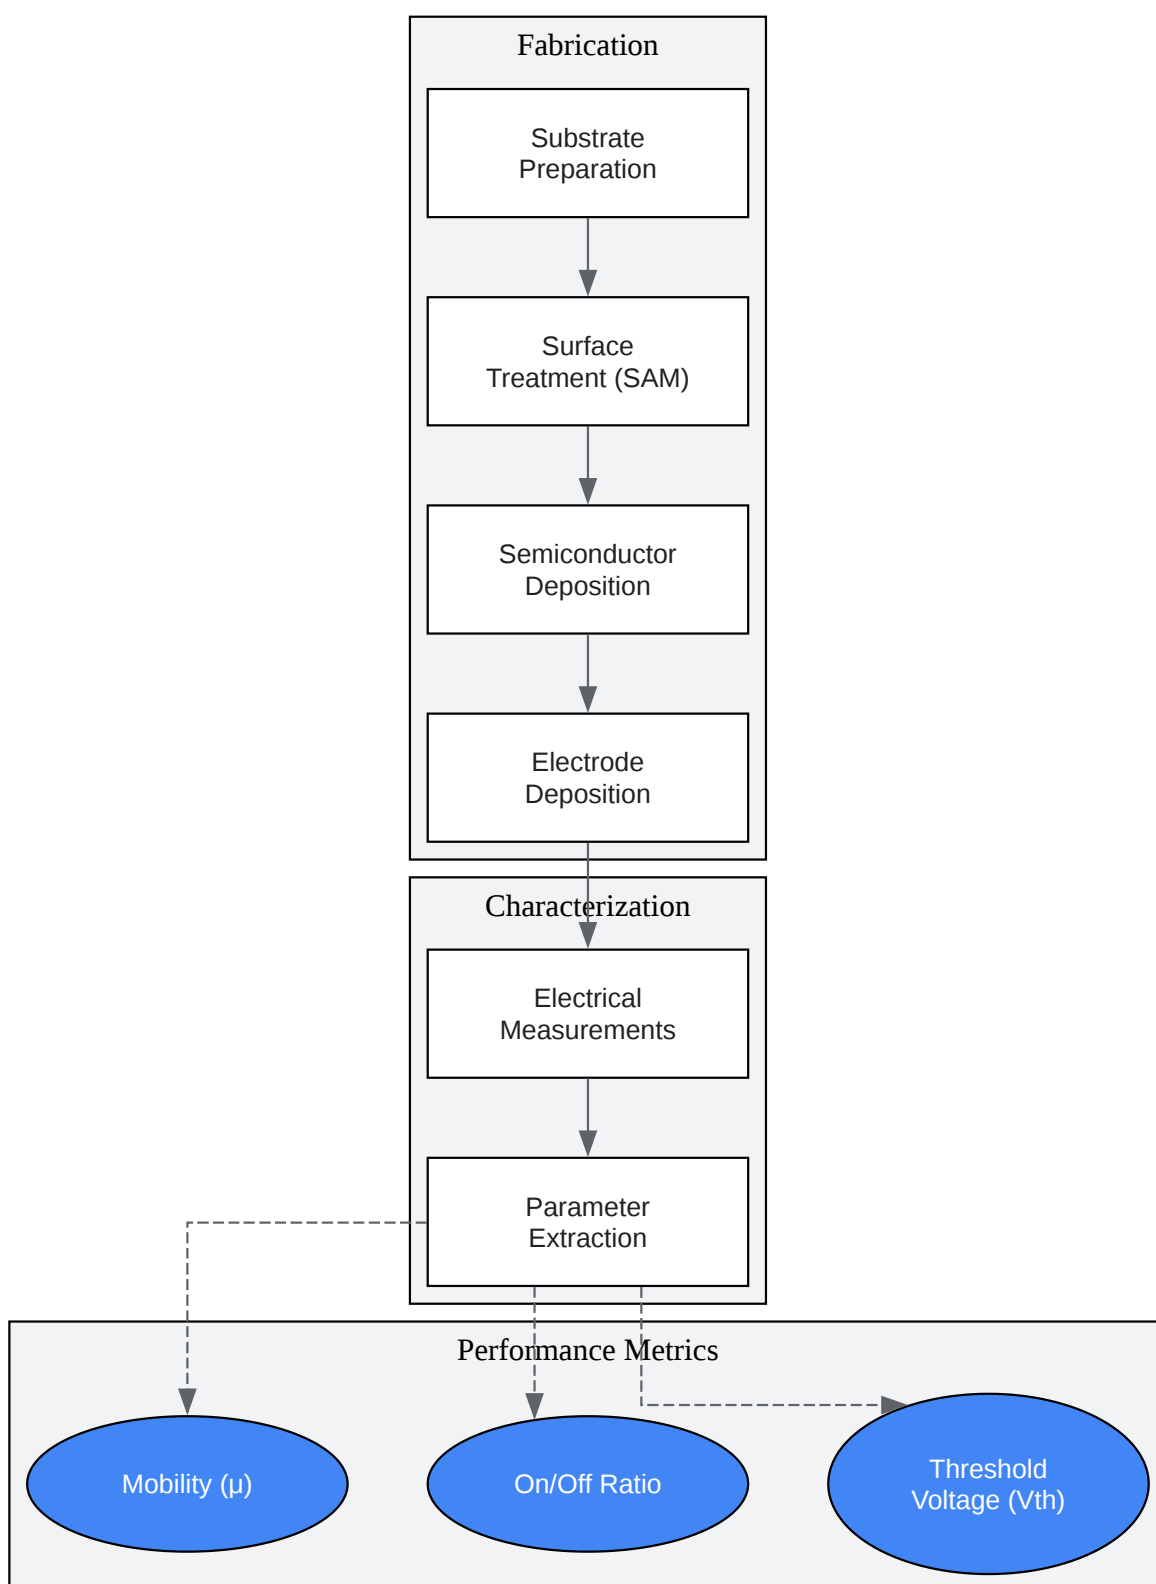 Fabrication
Substrate
Preparation
Surface
Treatment (SAM)
Semiconductor
Deposition
Electrode
Deposition
Characterization
Electrical
Measurements
Parameter
Extraction
Performance Metrics
Mobility (μ)
On/Off Ratio
Threshold
Voltage (Vth)